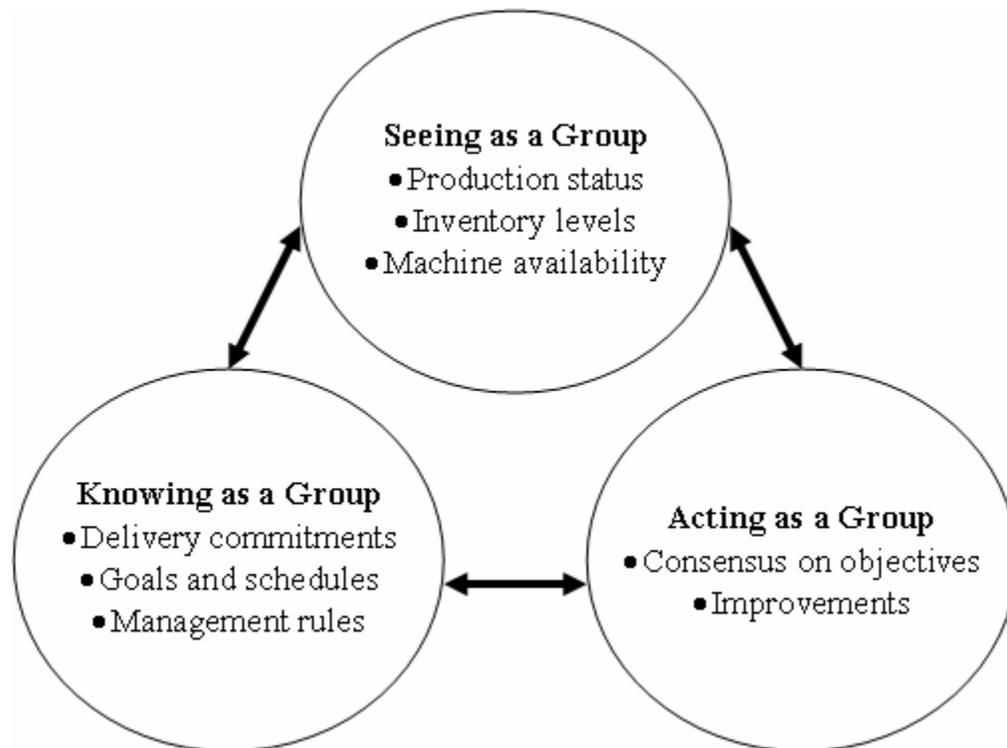 Seeing as a Group
●Production status
●Inventory levels
●Machine availability
Knowing as a Group
●Delivery commitments
●Goals and schedules
●Management rules
Acting as a Group
●Consensus on objectives
●Improvements